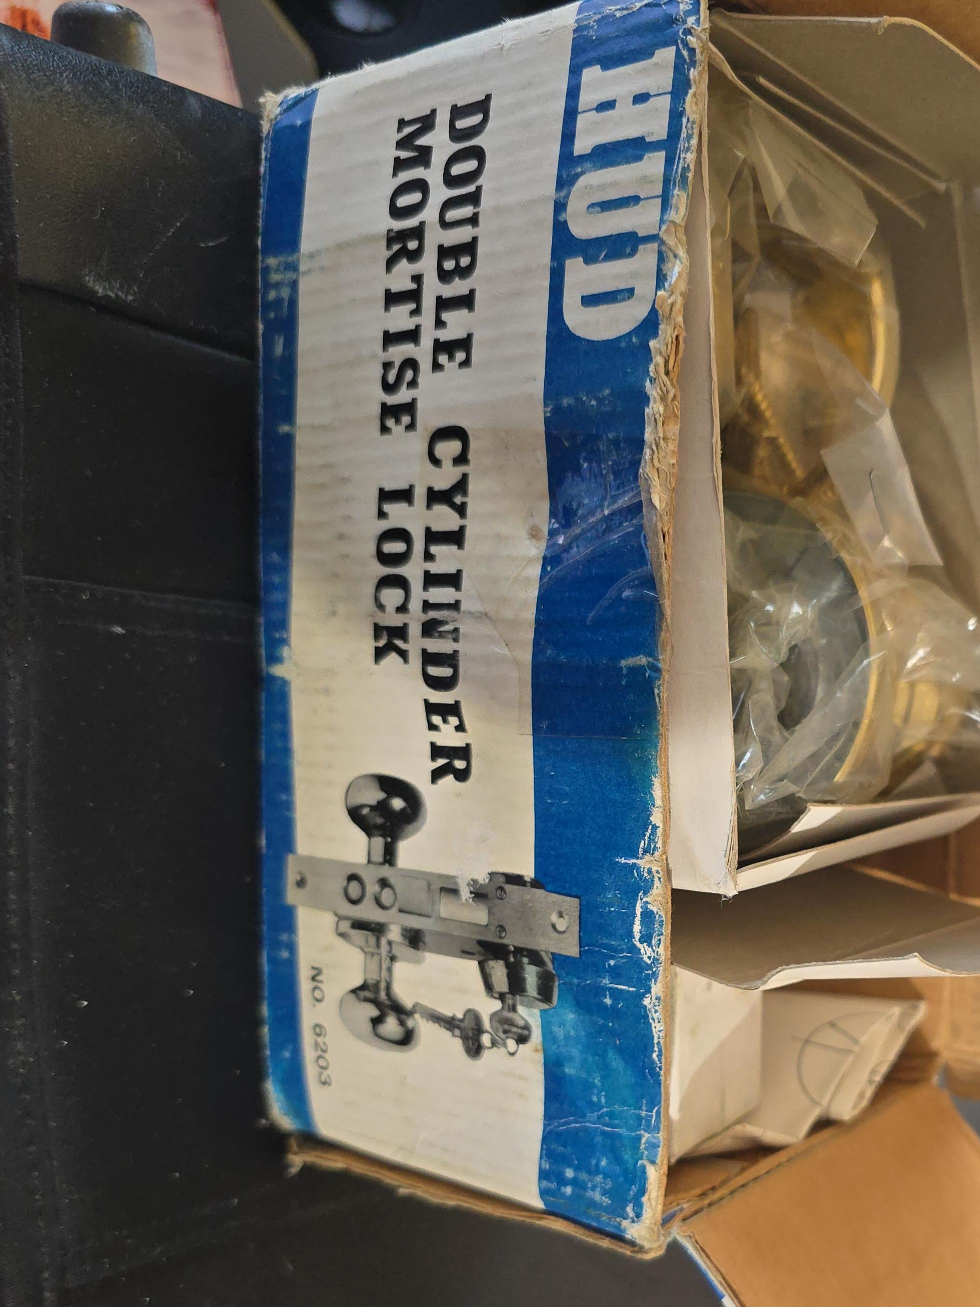 HUD
DOUBLE CYLINDER
MORTISE LOCK
NO. 6203